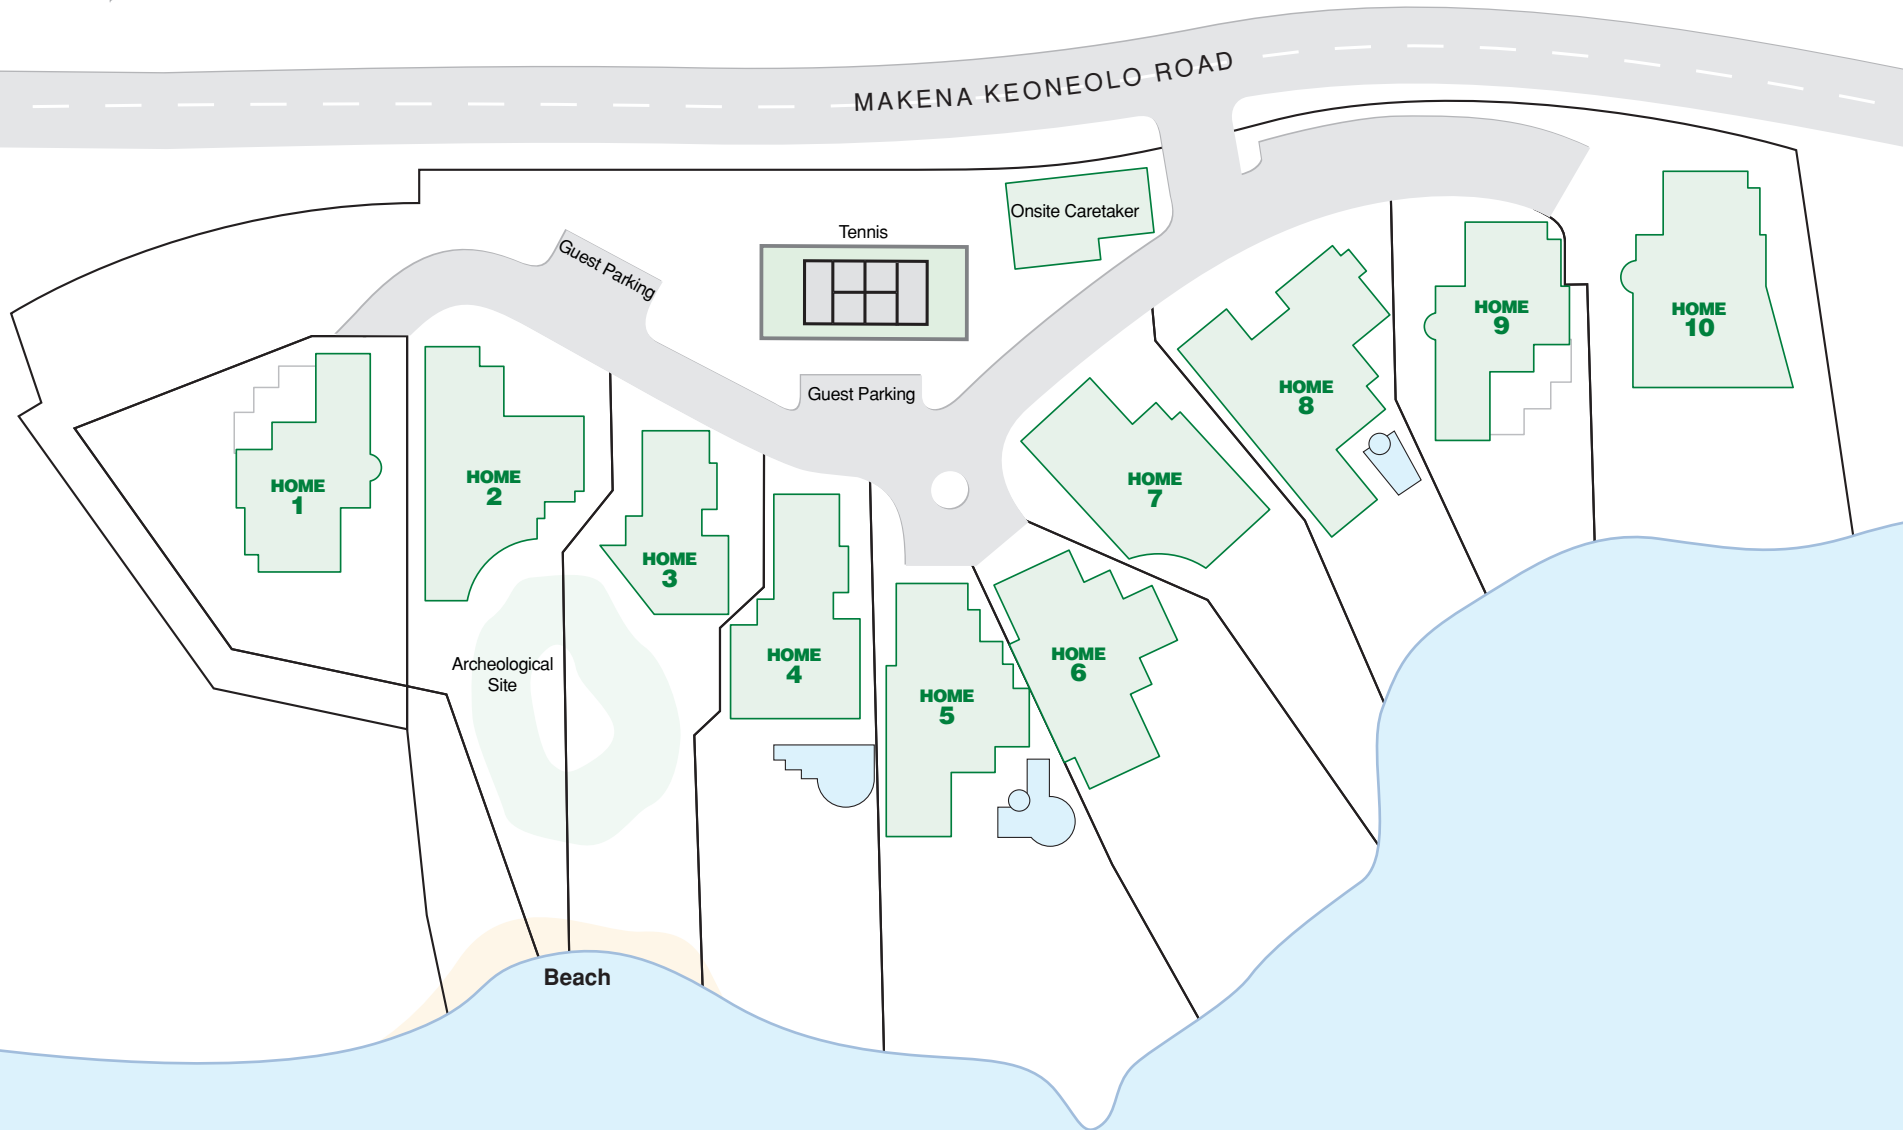 MAKENA KEONEOLO ROAD
Onsite Caretaker
Tennis
Guest Parking
Guest Parking
HOME
1
HOME
2
HOME
3
HOME
4
HOME
5
HOME
6
HOME
7
HOME
8
HOME
9
HOME
10
Archeological
Site
Beach